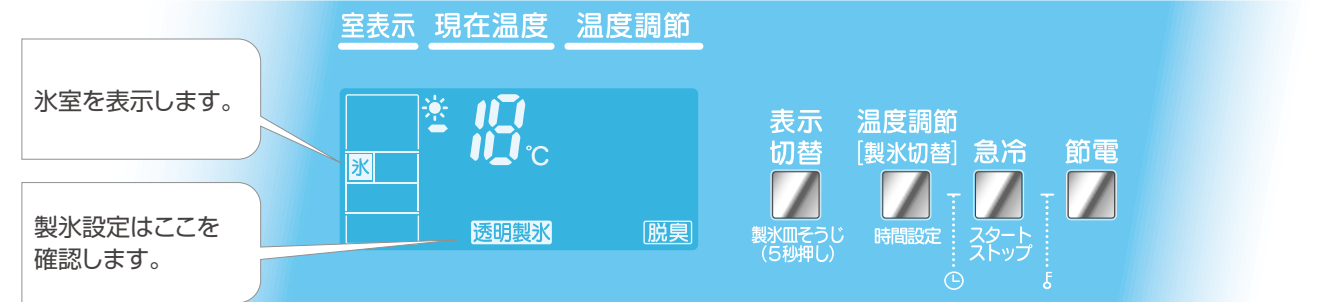 室表示 現在温度 温度調節
氷室を表示します。
18℃
氷
製氷設定はここを
確認します。
透明製氷 脱臭
表示
切替
温度調節
[製氷切替]
急冷
節電
製氷皿そうじ
(5秒押し)
時間設定
スタート
ストップ